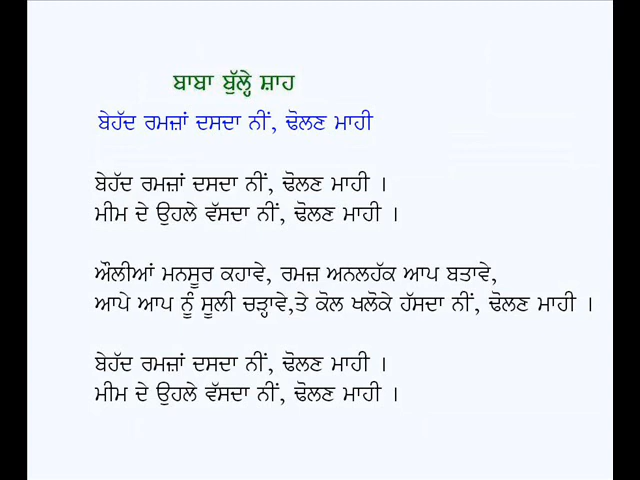 ਬਾਬਾ ਬੁੱਲ੍ਹੇ ਸ਼ਾਹ
ਬੇਹੱਦ ਰਮਜ਼ਾਂ ਦਸਦਾ ਨੀਂ, ਢੋਲਣ ਮਾਹੀ
ਬੇਹੱਦ ਰਮਜ਼ਾਂ ਦਸਦਾ ਨੀਂ, ਢੋਲਣ ਮਾਹੀ ।
ਮੀਮ ਦੇ ਉਹਲੇ ਵੱਸਦਾ ਨੀਂ, ਢੋਲਣ ਮਾਹੀ ।
ਔਲੀਆਂ ਮਨਸੂਰ ਕਹਾਵੇ, ਰਮਜ਼ ਅਨਲਹੱਕ ਆਪ ਬਤਾਵੇ,
ਆਪੇ ਆਪ ਨੂੰ ਸੂਲੀ ਚੜ੍ਹਾਵੇ,ਤੇ ਕੋਲ ਖਲੋਕੇ ਹੱਸਦਾ ਨੀਂ, ਢੋਲਣ ਮਾਹੀ ।
ਬੇਹੱਦ ਰਮਜ਼ਾਂ ਦਸਦਾ ਨੀਂ, ਢੋਲਣ ਮਾਹੀ ।
ਮੀਮ ਦੇ ਉਹਲੇ ਵੱਸਦਾ ਨੀਂ, ਢੋਲਣ ਮਾਹੀ ।